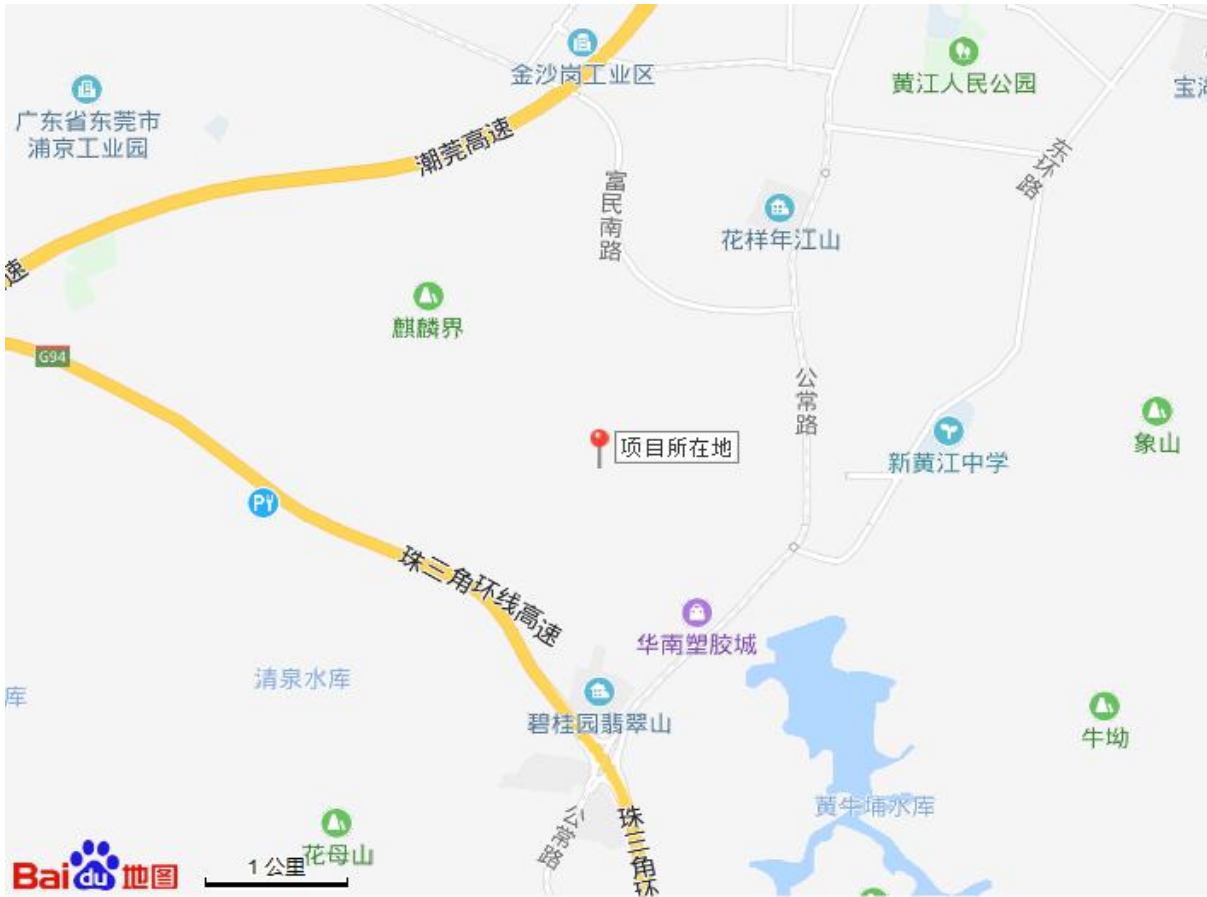 金沙岗工业区
黄江人民公园
宝
广东省东莞市
浦京工业园
潮莞高速
东环路
富民南路
花样年江山
速
麒麟界
G94
公常路
象山
项目所在地
新黄江中学
P
珠三角环线高速
华南塑胶城
清泉水库
库
碧桂园翡翠山
牛坳
黄牛埔水库
公常路
珠三角环
花母山
1 公里
Bai du 地图